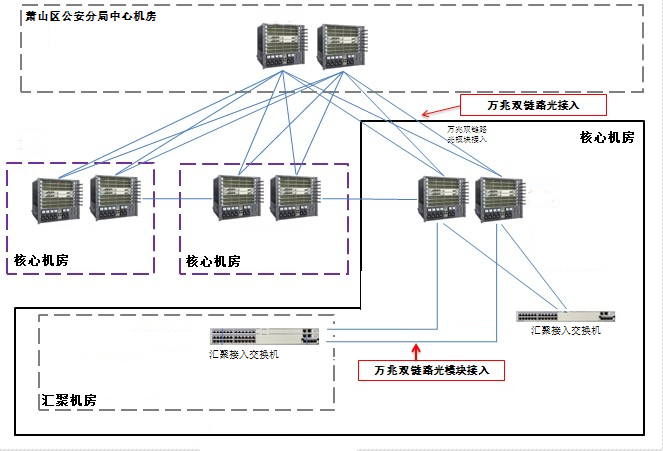 萧山区公安分局中心机房
万兆双链路光接入
万兆双链路
光模块接入
核心机房
核心机房
核心机房
汇聚接入交换机
汇聚接入交换机
万兆双链路光模块接入
汇聚机房